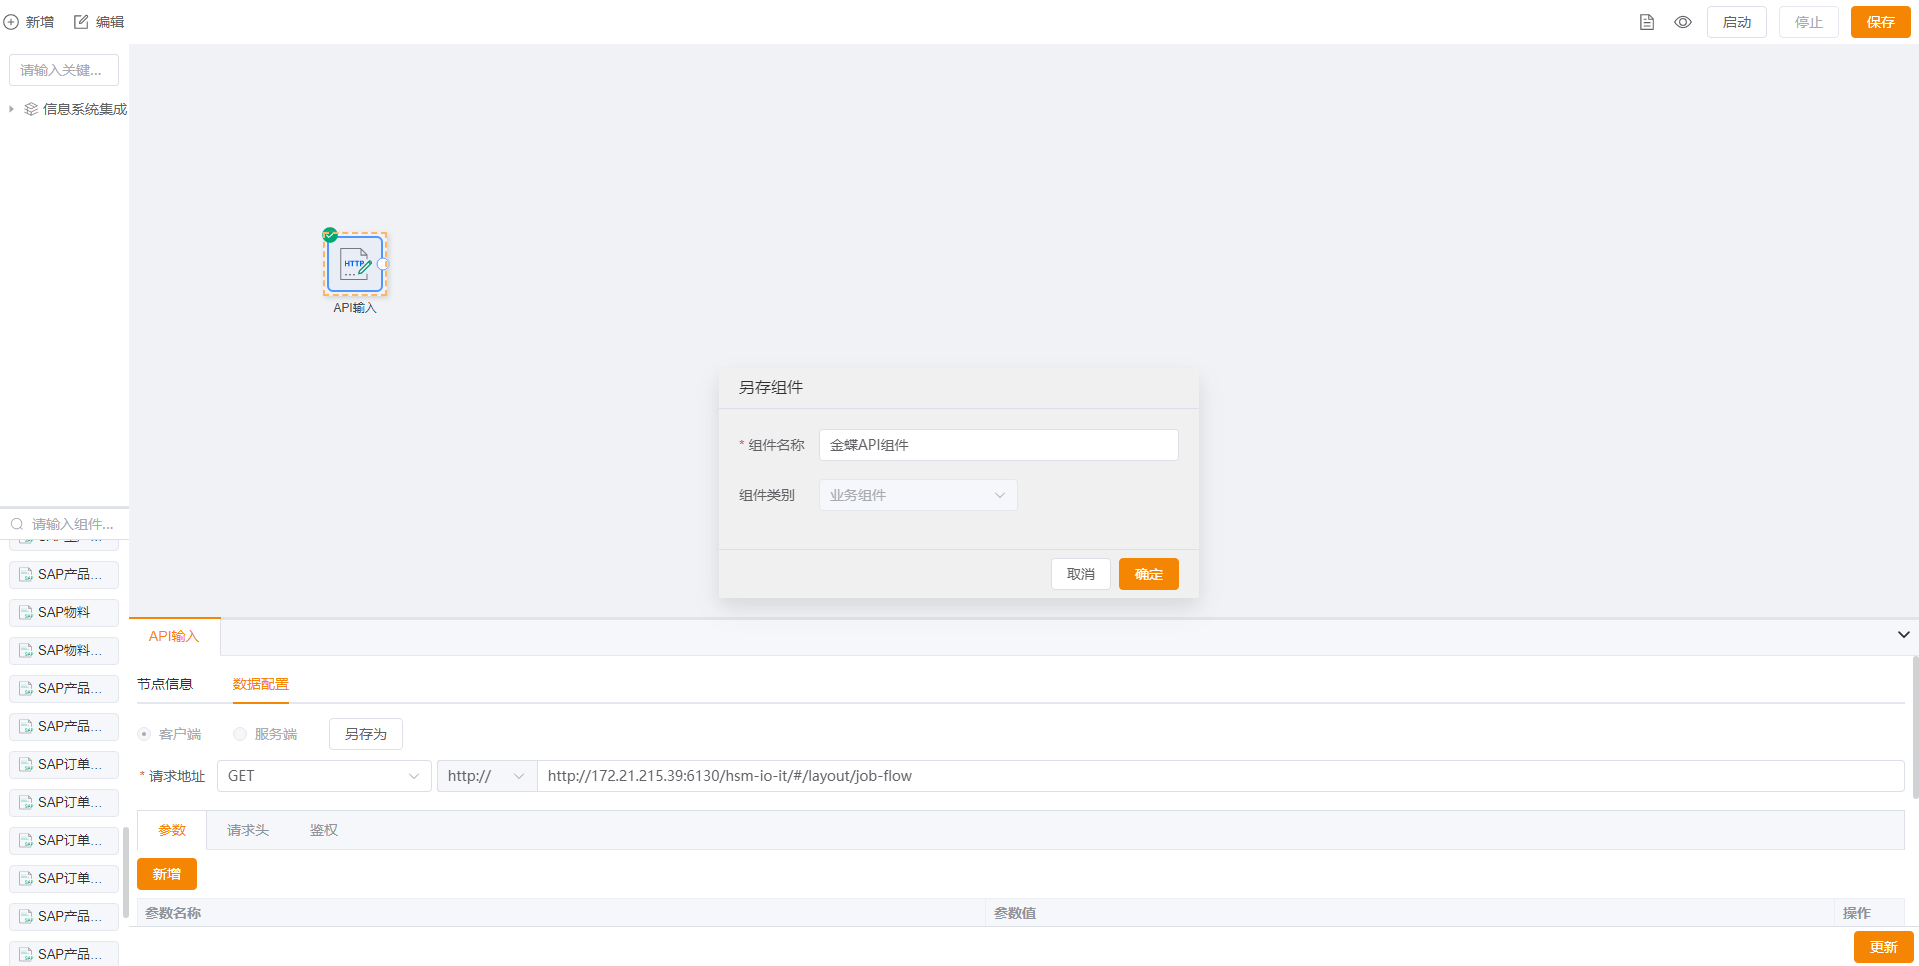 新增 编辑 启动 停止 保存
请输入关键...
信息系统集成
HTTP
API输入
另存组件
* 组件名称 金蝶API组件
组件类别 业务组件
取消 确定
请输入组件...
SAP产品...
SAP物料
SAP物料...
SAP产品...
SAP产品...
SAP订单...
SAP订单...
SAP订单...
SAP订单...
SAP产品...
SAP产品...
API输入
节点信息 数据配置
客户端 服务端 另存为
* 请求地址 GET http:// http://172.21.215.39:6130/hsm-io-it/#/layout/job-flow
参数 请求头 鉴权
新增
参数名称 参数值 操作
更新